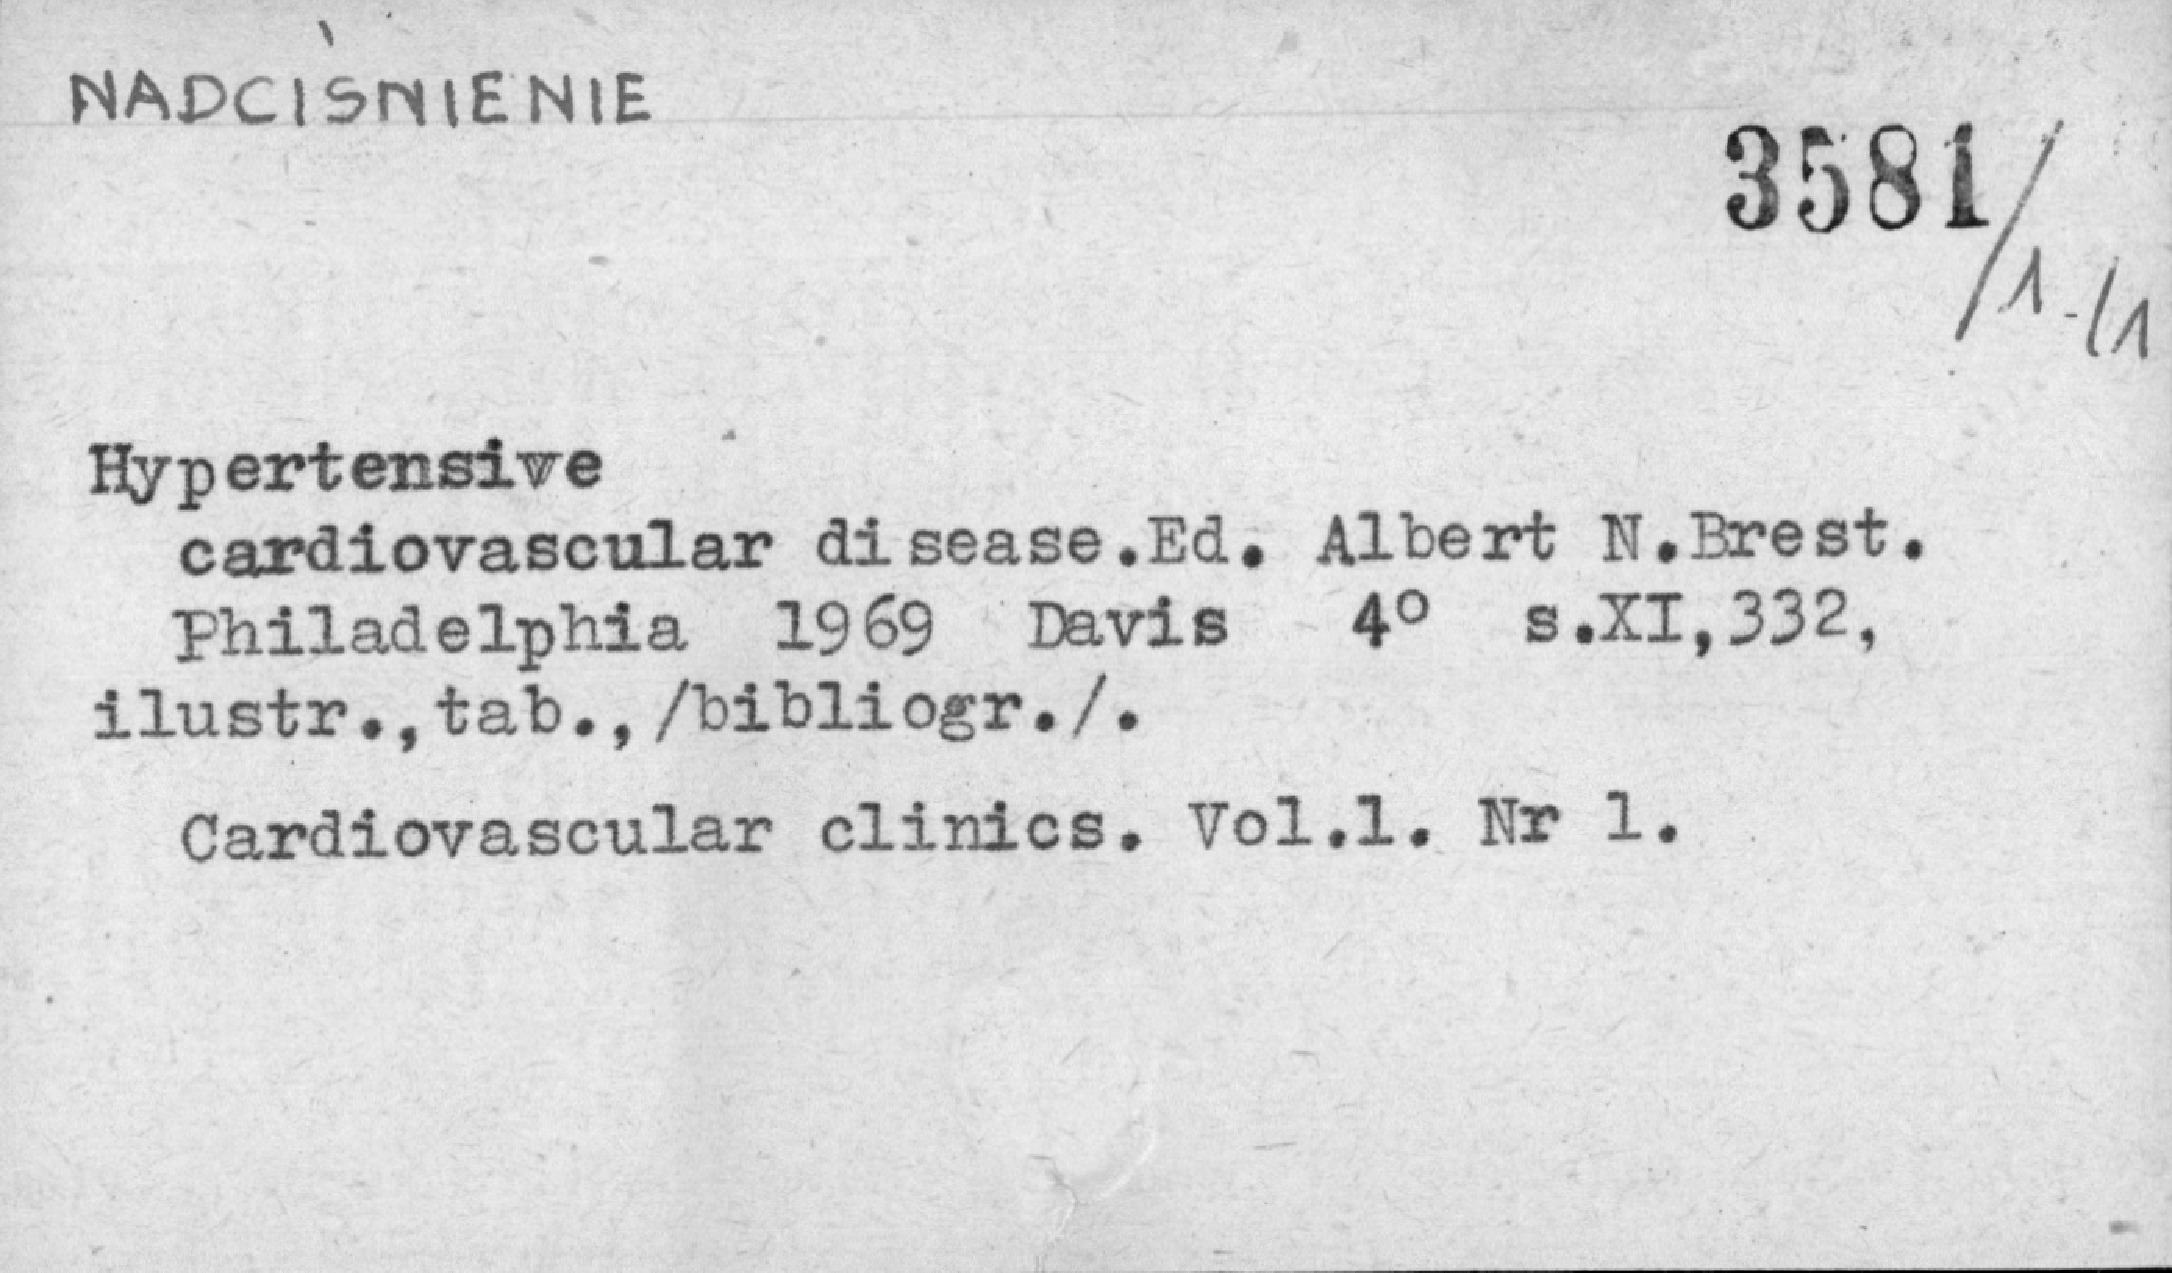 NADCIŚNIENIE
3581/1-/1
Hypertensive
cardiovascular disease.Ed. Albert N.Brest.
Philadelphia 1969 Davis 4° s.XI,332,
ilustr.,tab.,/bibliogr./.
Cardiovascular clinics. Vol.1. Nr 1.